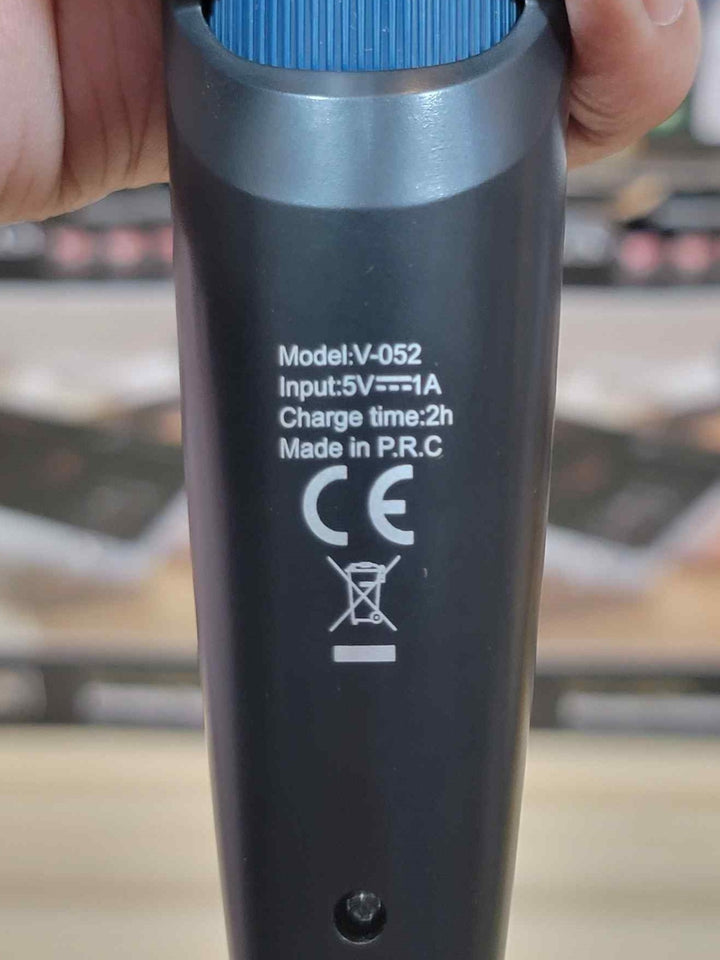 Model:V-052
Input:5V⎓1A
Charge time:2h
Made in P.R.C
CE